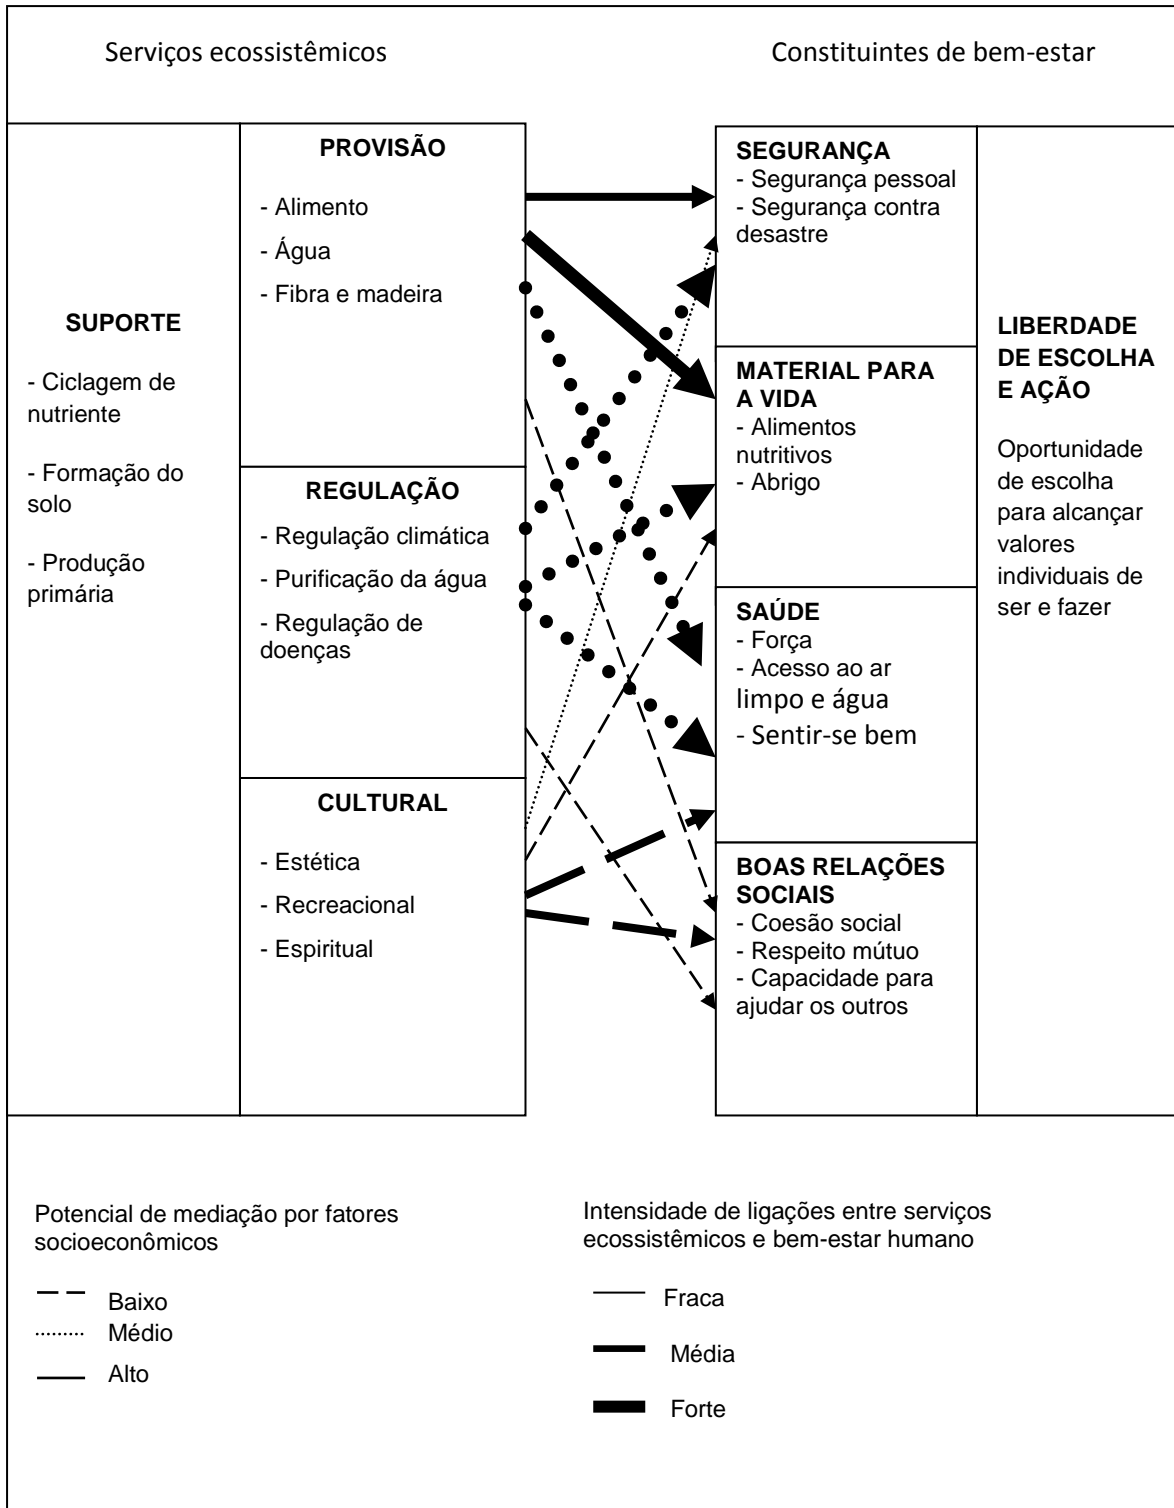 Serviços ecossistêmicos
Constituintes de bem-estar
SUPORTE
- Ciclagem de
nutriente
- Formação do
solo
- Produção
primária
PROVISÃO
- Alimento
- Água
- Fibra e madeira
REGULAÇÃO
- Regulação climática
- Purificação da água
- Regulação de
doenças
CULTURAL
- Estética
- Recreacional
- Espiritual
SEGURANÇA
- Segurança pessoal
- Segurança contra
desastre
MATERIAL PARA
A VIDA
- Alimentos
nutritivos
- Abrigo
SAÚDE
- Força
- Acesso ao ar
limpo e água
- Sentir-se bem
BOAS RELAÇÕES
SOCIAIS
- Coesão social
- Respeito mútuo
- Capacidade para
ajudar os outros
LIBERDADE
DE ESCOLHA
E AÇÃO
Oportunidade
de escolha
para alcançar
valores
individuais de
ser e fazer
Potencial de mediação por fatores
socioeconômicos
Baixo
Médio
Alto
Intensidade de ligações entre serviços
ecossistêmicos e bem-estar humano
Fraca
Média
Forte